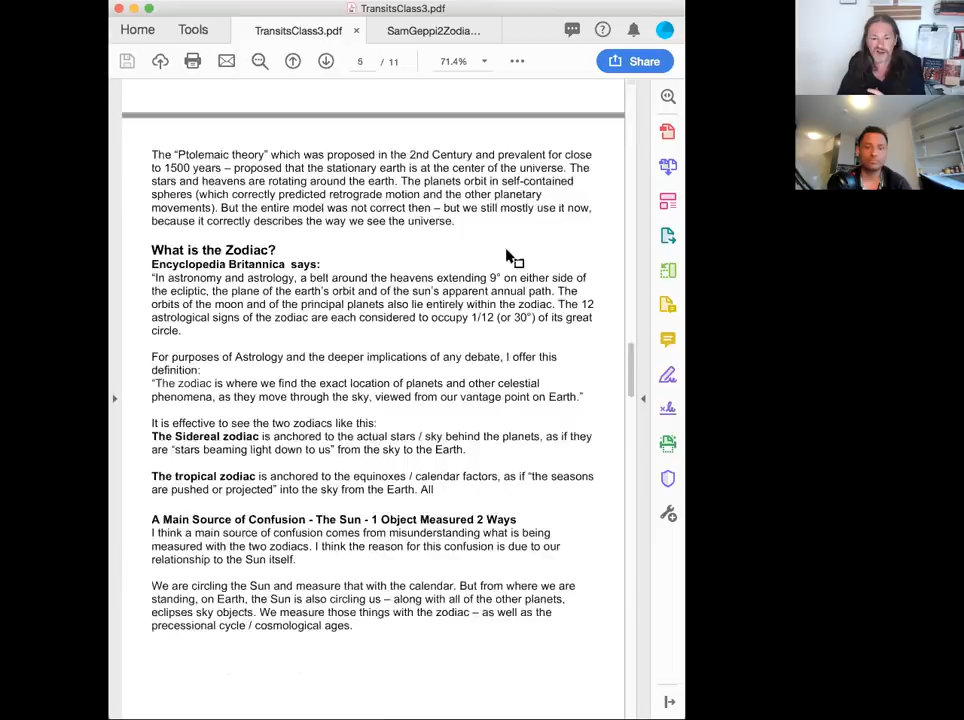 TransitsClass3.pdf
Home
Tools
TransitsClass3.pdf
×
SamGeppi2Zodia...
5 / 11
71.4%
Share
The “Ptolemaic theory” which was proposed in the 2nd Century and prevalent for close
to 1500 years – proposed that the stationary earth is at the center of the universe. The
stars and heavens are rotating around the earth. The planets orbit in self-contained
spheres (which correctly predicted retrograde motion and the other planetary
movements). But the entire model was not correct then – but we still mostly use it now,
because it correctly describes the way we see the universe.
What is the Zodiac?
Encyclopedia Britannica says:
“In astronomy and astrology, a belt around the heavens extending 9° on either side of
the ecliptic, the plane of the earth’s orbit and of the sun’s apparent annual path. The
orbits of the moon and of the principal planets also lie entirely within the zodiac. The 12
astrological signs of the zodiac are each considered to occupy 1/12 (or 30°) of its great
circle.
For purposes of Astrology and the deeper implications of any debate, I offer this
definition:
“The zodiac is where we find the exact location of planets and other celestial
phenomena, as they move through the sky, viewed from our vantage point on Earth.”
It is effective to see the two zodiacs like this:
The Sidereal zodiac is anchored to the actual stars / sky behind the planets, as if they
are “stars beaming light down to us” from the sky to the Earth.
The tropical zodiac is anchored to the equinoxes / calendar factors, as if “the seasons
are pushed or projected” into the sky from the Earth. All
A Main Source of Confusion - The Sun - 1 Object Measured 2 Ways
I think a main source of confusion comes from misunderstanding what is being
measured with the two zodiacs. I think the reason for this confusion is due to our
relationship to the Sun itself.
We are circling the Sun and measure that with the calendar. But from where we are
standing, on Earth, the Sun is also circling us – along with all of the other planets,
eclipses sky objects. We measure those things with the zodiac – as well as the
precessional cycle / cosmological ages.